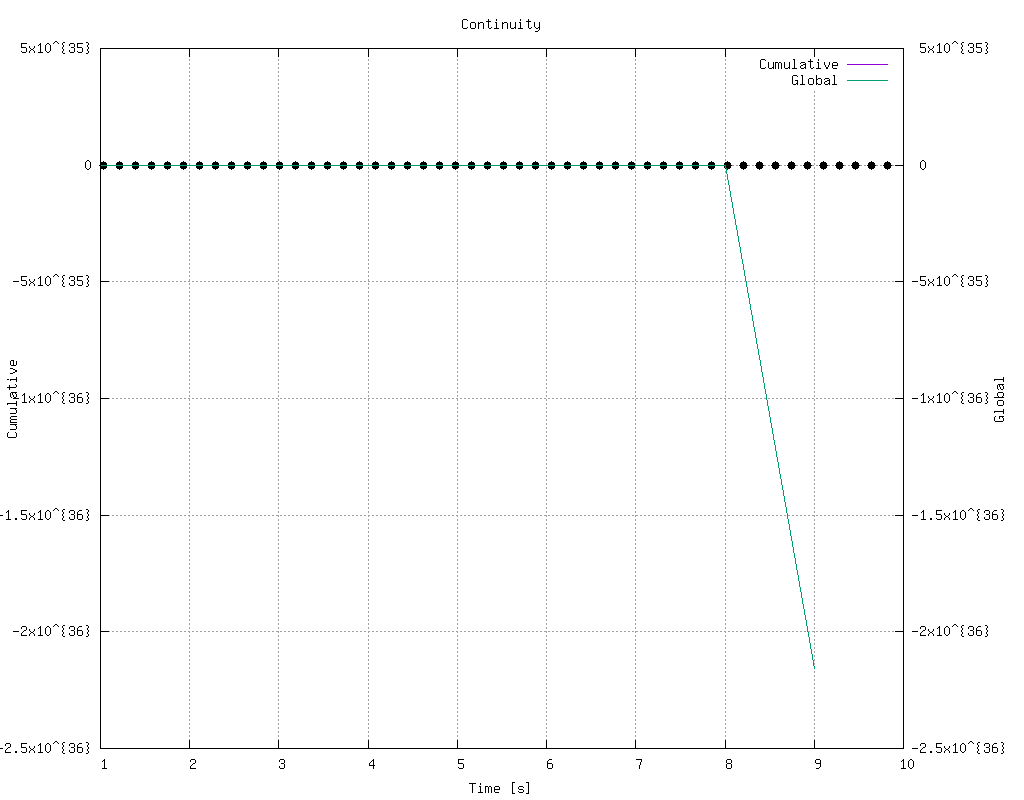 Continuity
5x10^{35}
5x10^{35}
Cumulative
Global
0
0
-5x10^{35}
-5x10^{35}
Cumulative
-1x10^{36}
-1x10^{36}
Global
-1.5x10^{36}
-1.5x10^{36}
-2x10^{36}
-2x10^{36}
-2.5x10^{36}
-2.5x10^{36}
1 2 3 4 5 6 7 8 9 10
Time [s]